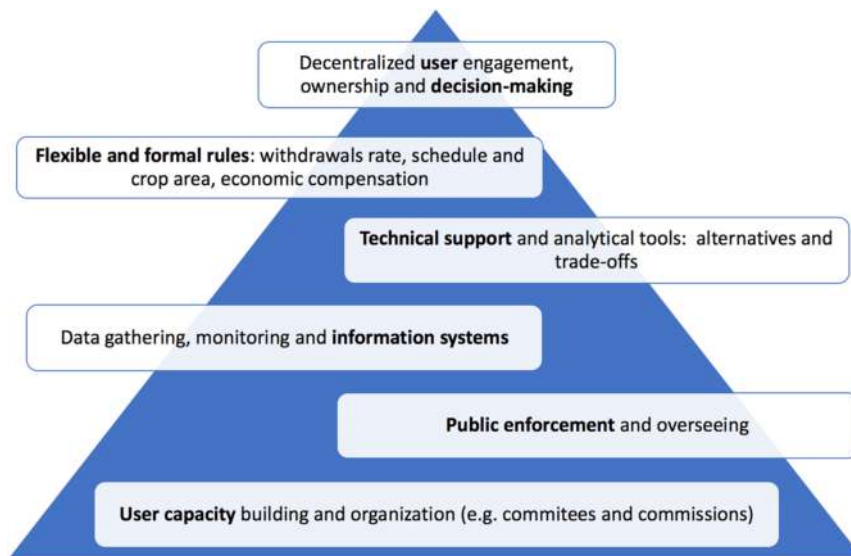 Decentralized user engagement,
ownership and decision-making
Flexible and formal rules: withdrawals rate, schedule and
crop area, economic compensation
Technical support and analytical tools: alternatives and
trade-offs
Data gathering, monitoring and information systems
Public enforcement and overseeing
User capacity building and organization (e.g. commitees and commissions)